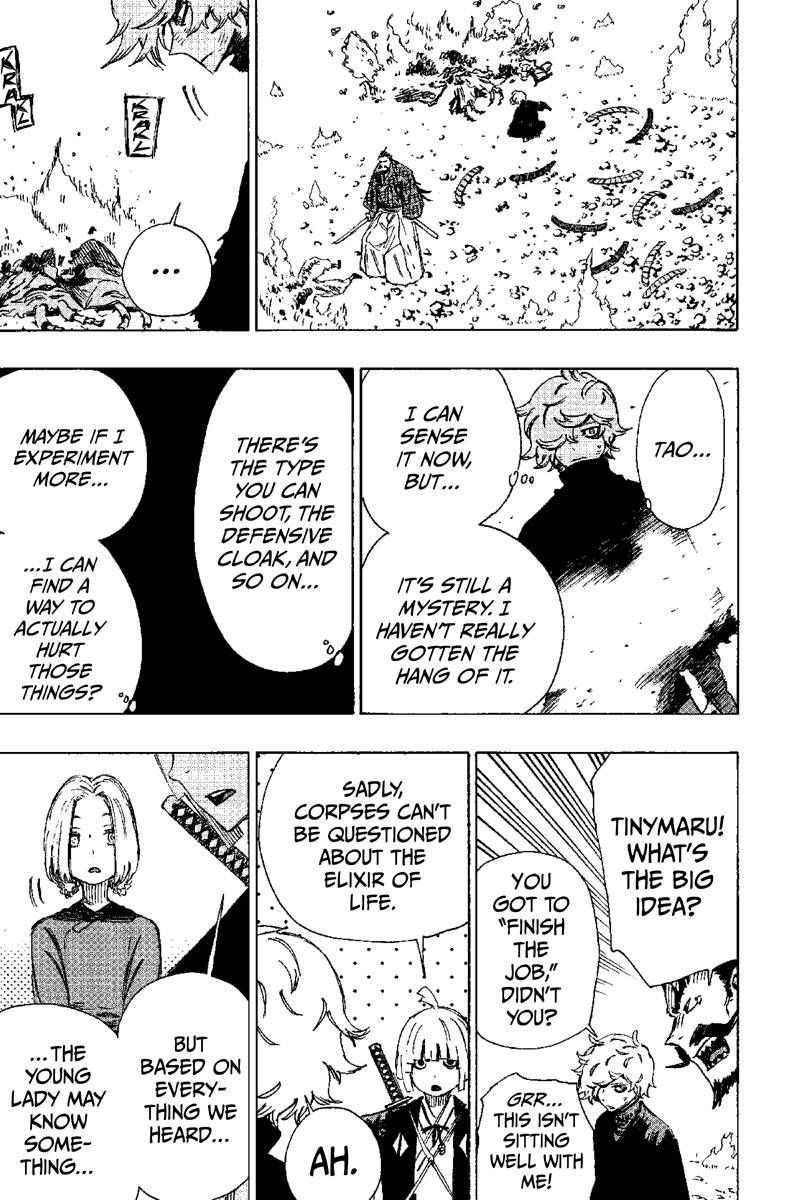 KRAKL
KRAKL
...
TAO...
I CAN
SENSE
IT NOW,
BUT...
IT'S STILL A
MYSTERY. I
HAVEN'T REALLY
GOTTEN THE
HANG OF IT.
THERE'S
THE TYPE
YOU CAN
SHOOT, THE
DEFENSIVE
CLOAK, AND
SO ON...
MAYBE IF I
EXPERIMENT
MORE...
...I CAN
FIND A
WAY TO
ACTUALLY
HURT
THOSE
THINGS?
TINYMARU!
WHAT'S
THE BIG
IDEA?
YOU
GOT TO
"FINISH
THE
JOB,"
DIDN'T
YOU?
GRR...
THIS ISN'T
SITTING
WELL WITH
ME!
SADLY,
CORPSES CAN'T
BE QUESTIONED
ABOUT THE
ELIXIR OF
LIFE.
AH.
BUT
BASED ON
EVERY-
THING WE
HEARD...
...THE
YOUNG
LADY MAY
KNOW
SOME-
THING...